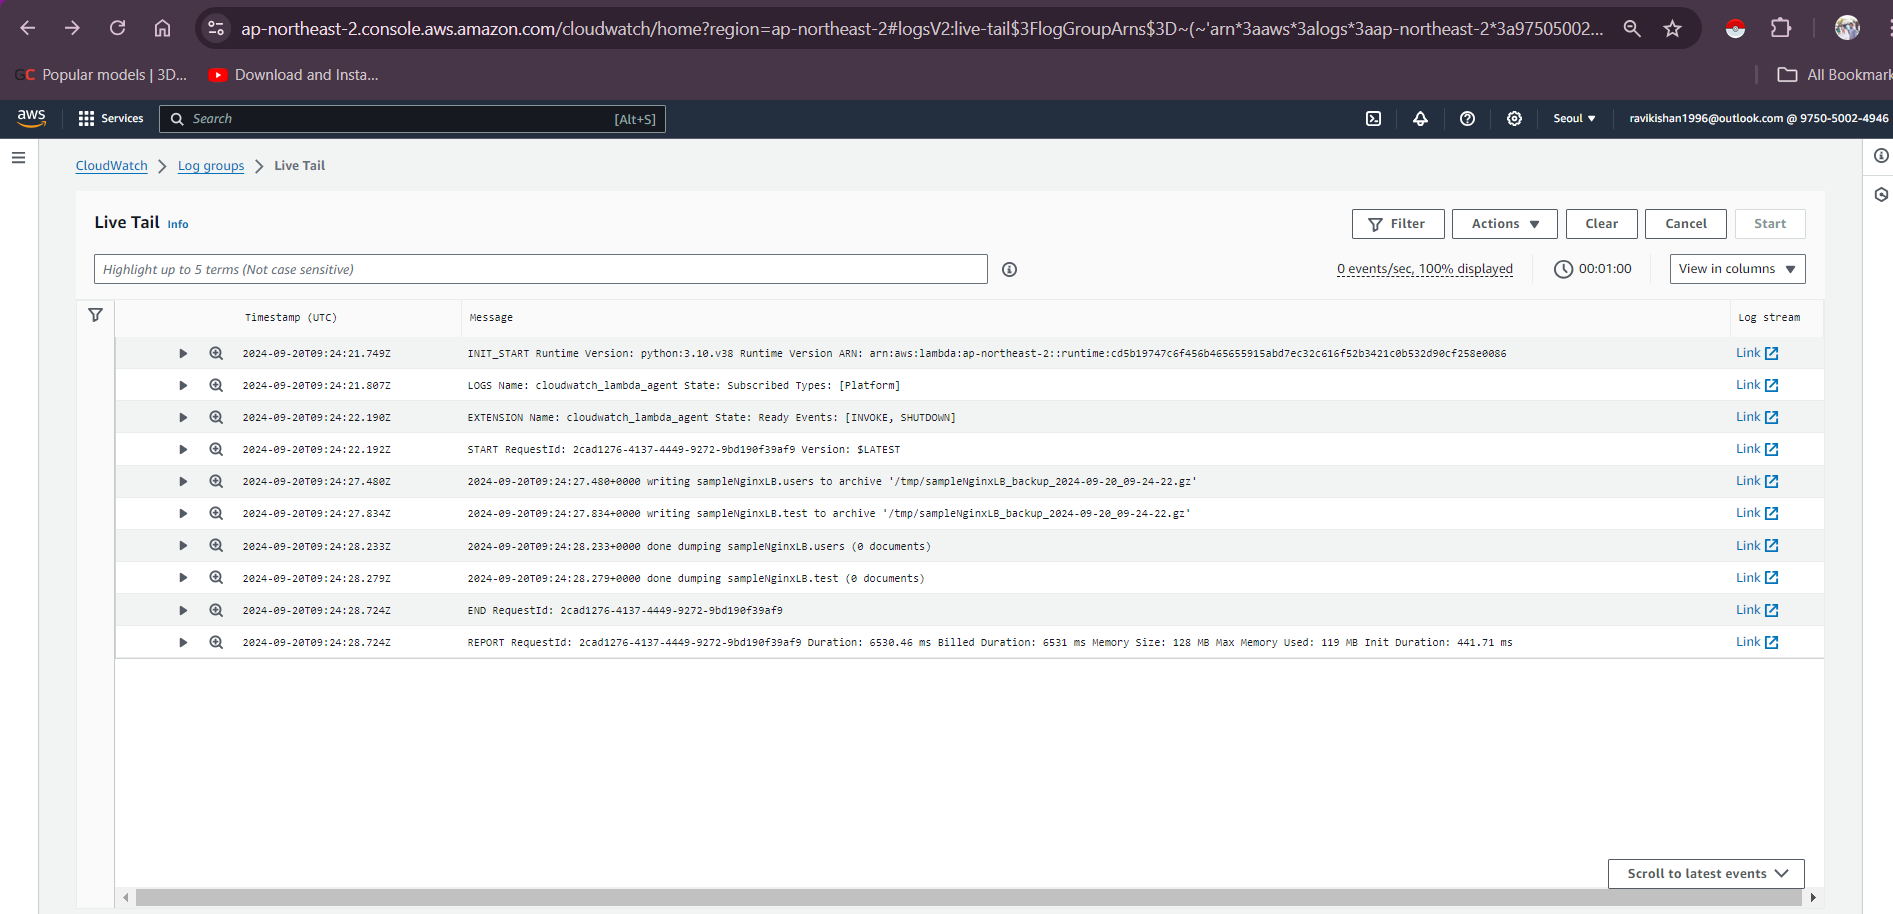 ap-northeast-2.console.aws.amazon.com/cloudwatch/home?region=ap-northeast-2#logsV2:live-tail$3FlogGroupArns$3D~(~'arn*3aaws*3alogs*3aap-northeast-2*3a97505002...
GC Popular models | 3D... Download and Insta... All Bookmark
aws Services Search [Alt+S] Seoul ▼ ravikishan1996@outlook.com @ 9750-5002-4946
CloudWatch > Log groups > Live Tail
Live Tail Info Filter Actions ▼ Clear Cancel Start
Highlight up to 5 terms (Not case sensitive) 0 events/sec, 100% displayed 00:01:00 View in columns ▼
Timestamp (UTC) Message Log stream
2024-09-20T09:24:21.749Z INIT_START Runtime Version: python:3.10.v38 Runtime Version ARN: arn:aws:lambda:ap-northeast-2::runtime:cd5b19747c6f456b465655915abd7ec32c616f52b3421c0b532d90cf258e0086 Link
2024-09-20T09:24:21.807Z LOGS Name: cloudwatch_lambda_agent State: Subscribed Types: [Platform] Link
2024-09-20T09:24:22.190Z EXTENSION Name: cloudwatch_lambda_agent State: Ready Events: [INVOKE, SHUTDOWN] Link
2024-09-20T09:24:22.192Z START RequestId: 2cad1276-4137-4449-9272-9bd190f39af9 Version: $LATEST Link
2024-09-20T09:24:27.480Z 2024-09-20T09:24:27.480+0000 writing sampleNginxLB.users to archive '/tmp/sampleNginxLB_backup_2024-09-20_09-24-22.gz' Link
2024-09-20T09:24:27.834Z 2024-09-20T09:24:27.834+0000 writing sampleNginxLB.test to archive '/tmp/sampleNginxLB_backup_2024-09-20_09-24-22.gz' Link
2024-09-20T09:24:28.233Z 2024-09-20T09:24:28.233+0000 done dumping sampleNginxLB.users (0 documents) Link
2024-09-20T09:24:28.279Z 2024-09-20T09:24:28.279+0000 done dumping sampleNginxLB.test (0 documents) Link
2024-09-20T09:24:28.724Z END RequestId: 2cad1276-4137-4449-9272-9bd190f39af9 Link
2024-09-20T09:24:28.724Z REPORT RequestId: 2cad1276-4137-4449-9272-9bd190f39af9 Duration: 6530.46 ms Billed Duration: 6531 ms Memory Size: 128 MB Max Memory Used: 119 MB Init Duration: 441.71 ms Link
Scroll to latest events